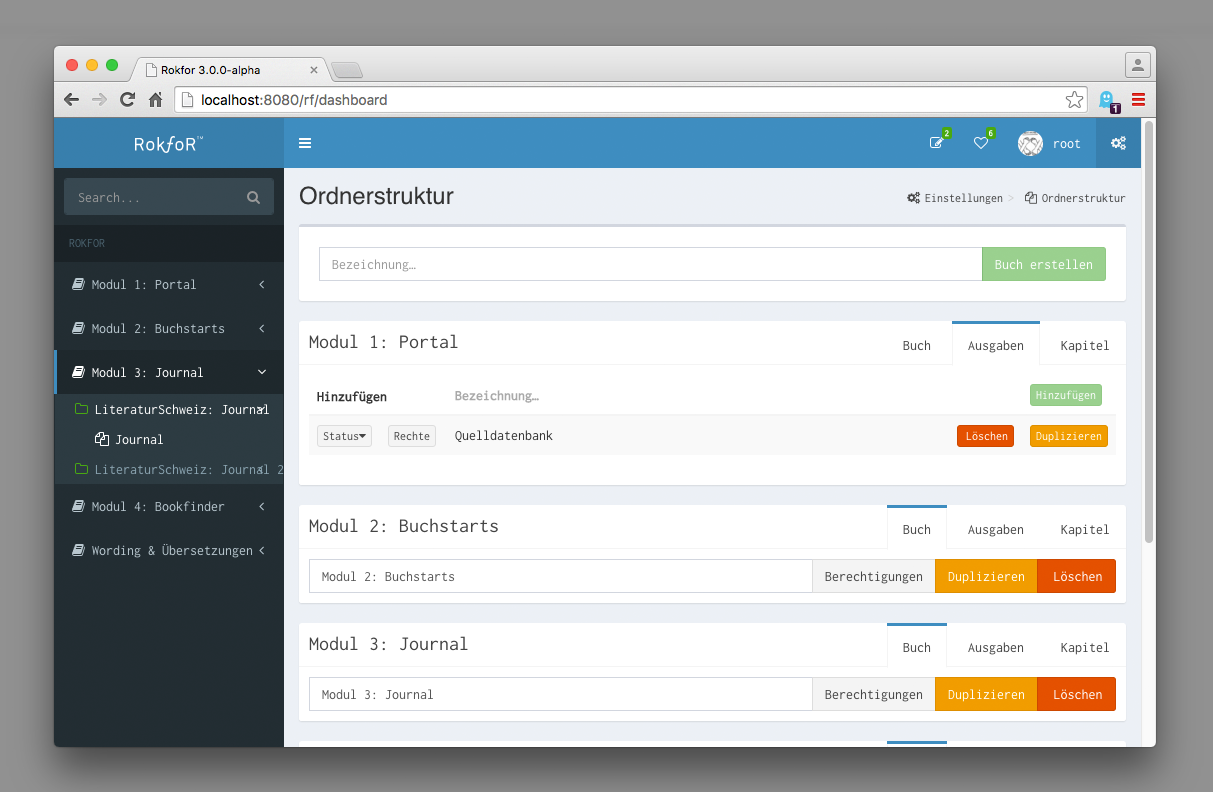 Rokfor 3.0.0-alpha
localhost:8080/rf/dashboard
1
RokfoR™
2
6
root
Search...
ROKFOR
Modul 1: Portal
Modul 2: Buchstarts
Modul 3: Journal
LiteraturSchweiz: Journal
Journal
LiteraturSchweiz: Journal 2
Modul 4: Bookfinder
Wording & Übersetzungen
Ordnerstruktur
Einstellungen > Ordnerstruktur
Bezeichnung… Buch erstellen
Modul 1: Portal Buch Ausgaben Kapitel
Hinzufügen Bezeichnung… Hinzufügen
Status Rechte Quelldatenbank Löschen Duplizieren
Modul 2: Buchstarts Buch Ausgaben Kapitel
Modul 2: Buchstarts Berechtigungen Duplizieren Löschen
Modul 3: Journal Buch Ausgaben Kapitel
Modul 3: Journal Berechtigungen Duplizieren Löschen